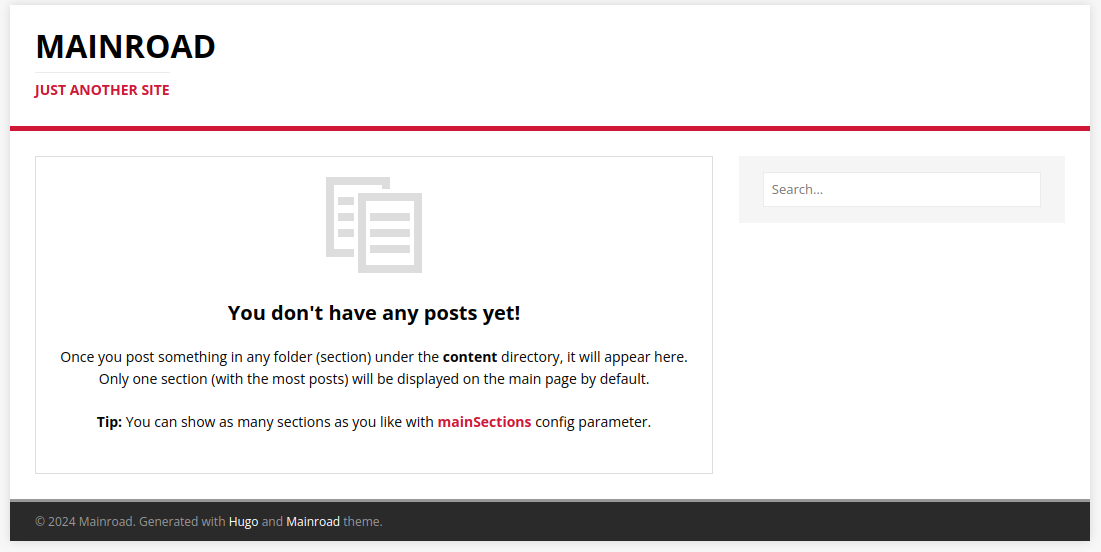 MAINROAD
JUST ANOTHER SITE
Search...
You don't have any posts yet!
Once you post something in any folder (section) under the content directory, it will appear here.
Only one section (with the most posts) will be displayed on the main page by default.
Tip: You can show as many sections as you like with mainSections config parameter.
© 2024 Mainroad. Generated with Hugo and Mainroad theme.